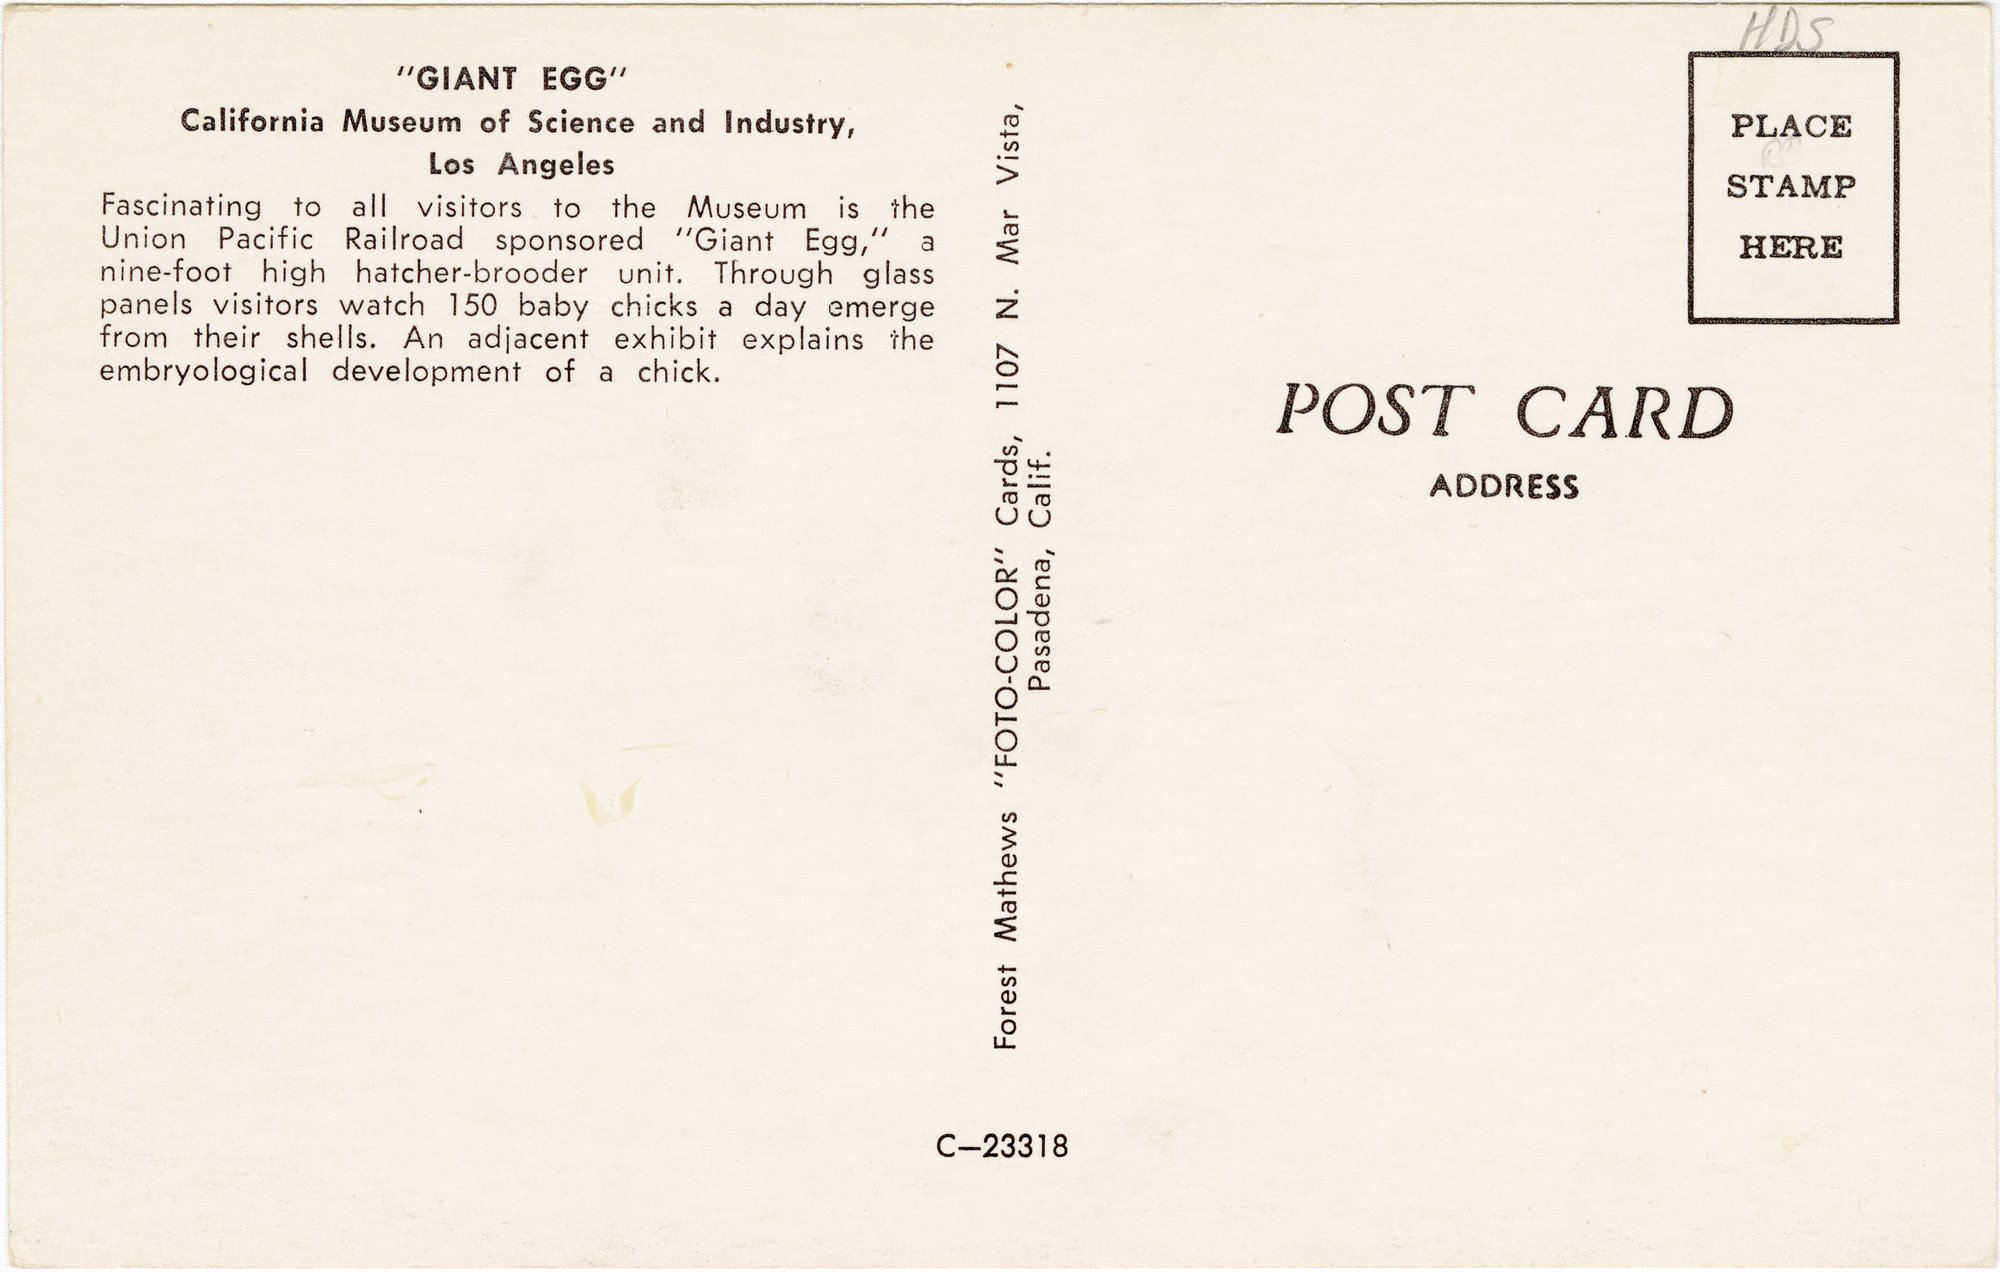 "GIANT EGG"
California Museum of Science and Industry,
Los Angeles
Fascinating to all visitors to the Museum is the
Union Pacific Railroad sponsored "Giant Egg," a
nine-foot high hatcher-brooder unit. Through glass
panels visitors watch 150 baby chicks a day emerge
from their shells. An adjacent exhibit explains the
embryological development of a chick.
Forest Mathews "FOTO-COLOR" Cards, 1107 N. Mar Vista,
Pasadena, Calif.
C—23318
HDS
PLACE
STAMP
HERE
POST CARD
ADDRESS